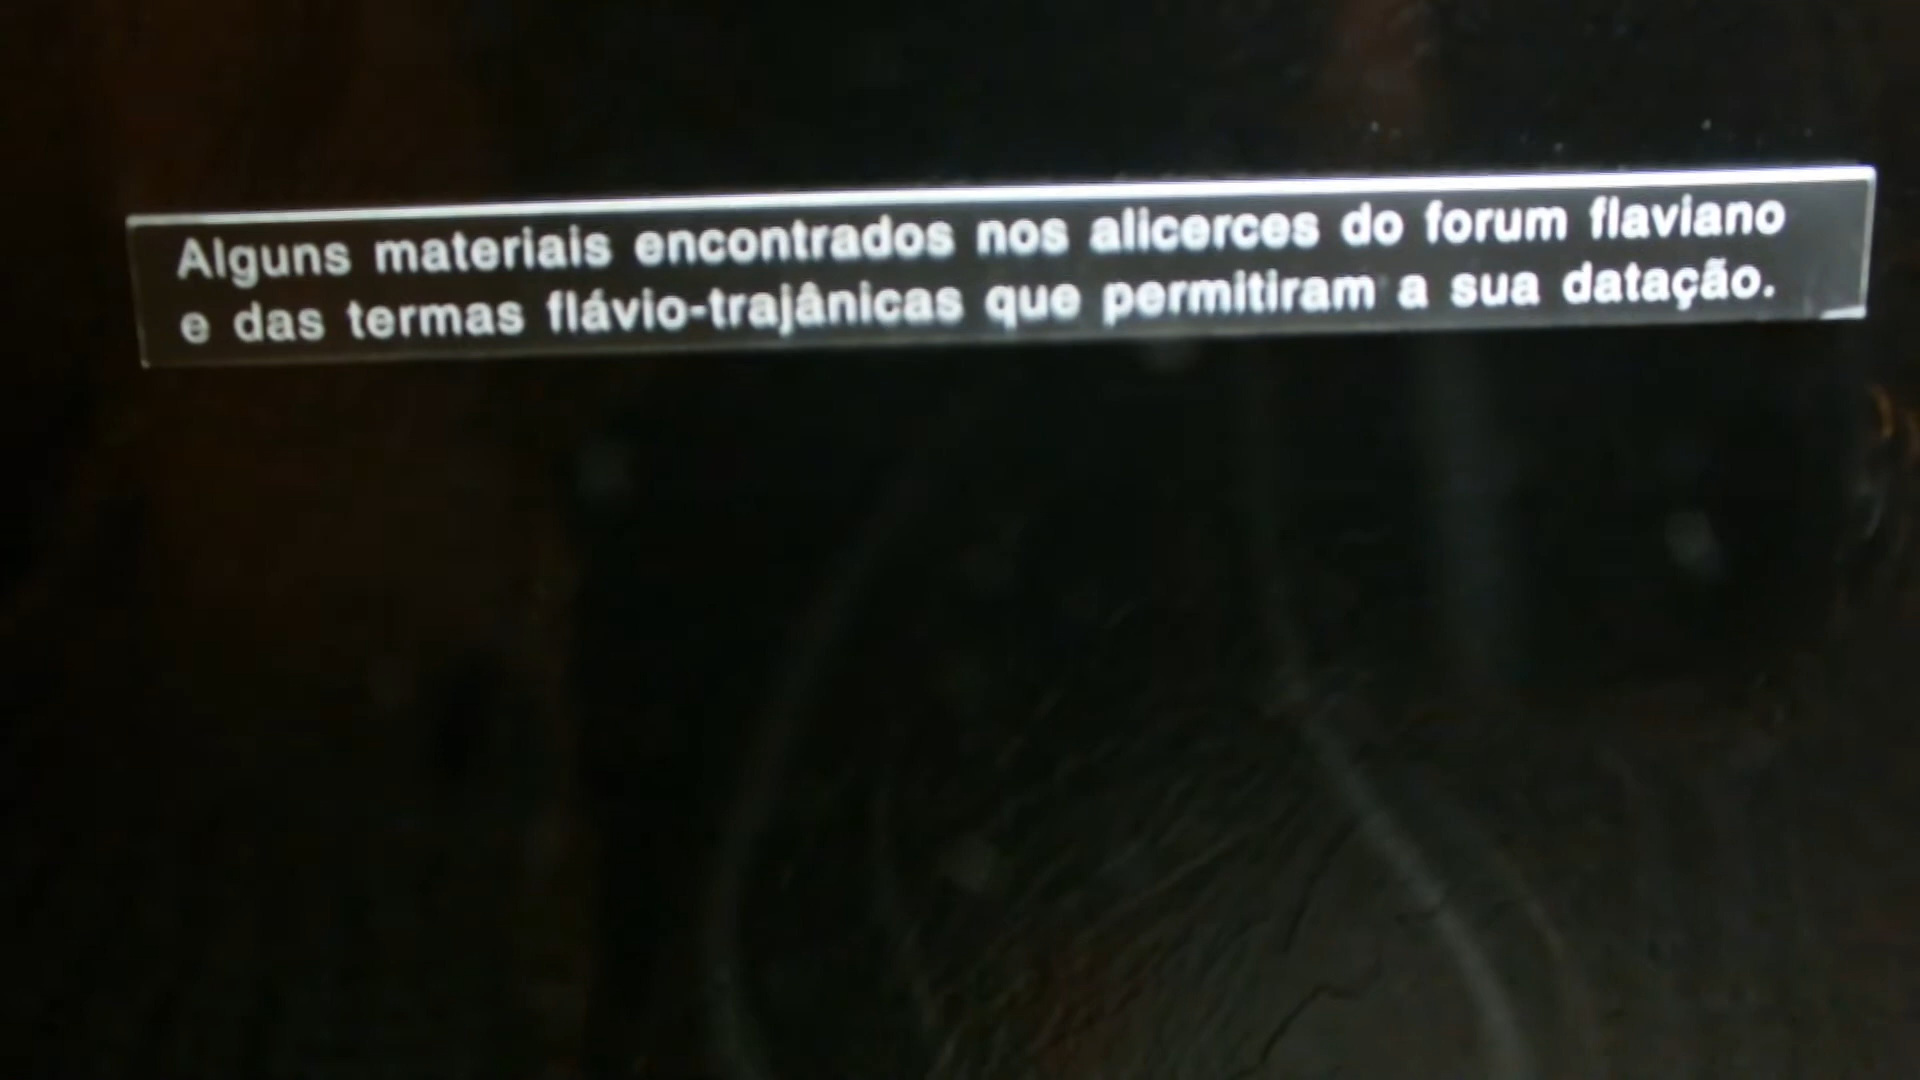 Alguns materiais encontrados nos alicerces do forum flaviano
e das termas flávio-trajânicas que permitiram a sua datação.